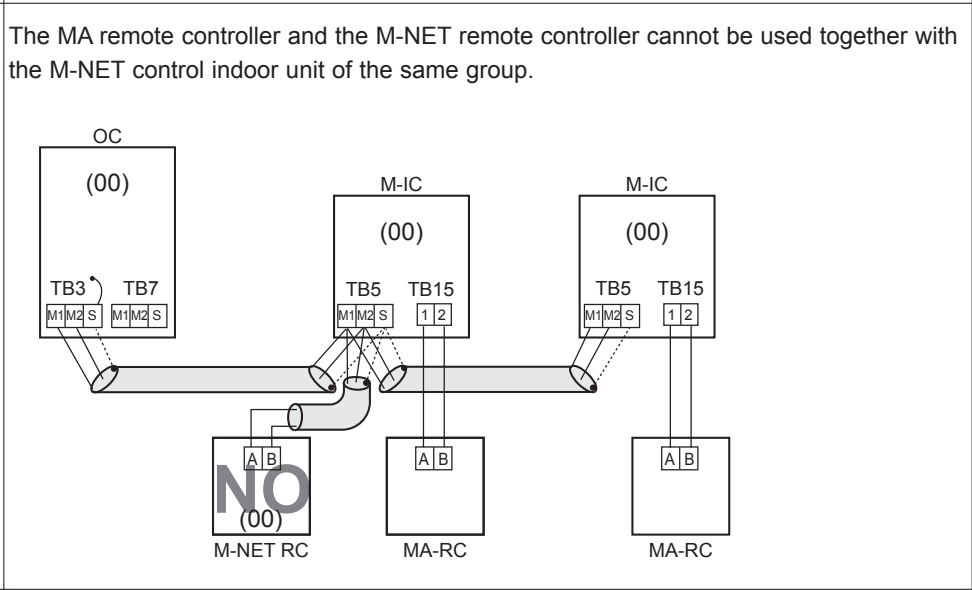 The MA remote controller and the M-NET remote controller cannot be used together with
the M-NET control indoor unit of the same group.
OC
(00)
TB3 TB7
M1 M2 S M1 M2 S
M-IC
(00)
TB5 TB15
M1 M2 S 1 2
M-IC
(00)
TB5 TB15
M1 M2 S 1 2
A B
NO
(00)
M-NET RC
A B
MA-RC
A B
MA-RC